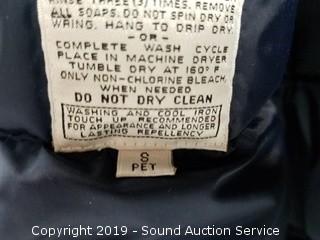 RINSE THREE (3) TIMES. REMOVE
ALL SOAPS. DO NOT SPIN DRY OR
WRING. HANG TO DRIP DRY.
-OR-
COMPLETE WASH CYCLE
PLACE IN MACHINE DRYER
TUMBLE DRY AT 160° F
ONLY NON-CHLORINE BLEACH,
WHEN NEEDED
DO NOT DRY CLEAN
WASHING AND COOL IRON
TOUCH UP RECOMMENDED
FOR APPEARANCE AND LONGER
LASTING REPELLENCY
S
PET
Copyright 2019 - Sound Auction Service